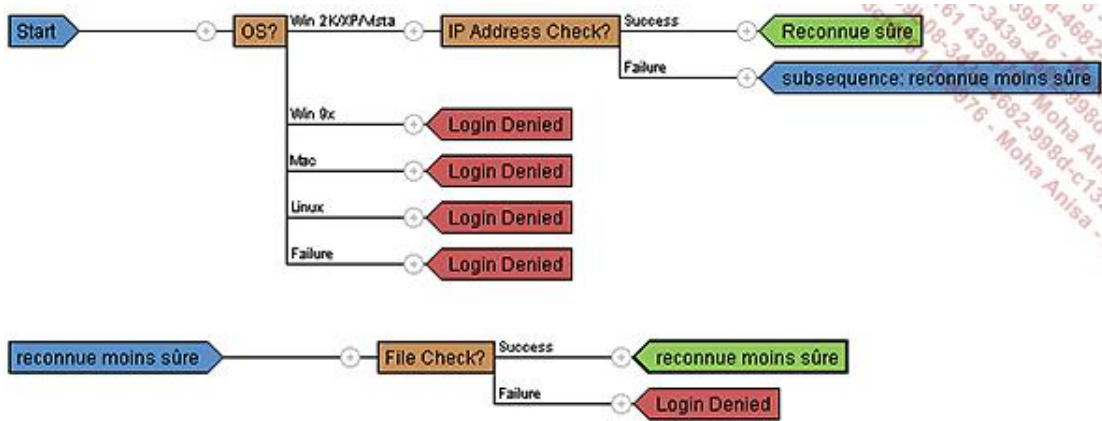 Start
OS?
Win 2K/XP/Vista
IP Address Check?
Success
Reconnue sûre
Failure
subsequence: reconnue moins sûre
Win 9x
Login Denied
Mac
Login Denied
Linux
Login Denied
Failure
Login Denied
reconnue moins sûre
File Check?
Success
reconnue moins sûre
Failure
Login Denied
- Moha Anisa -